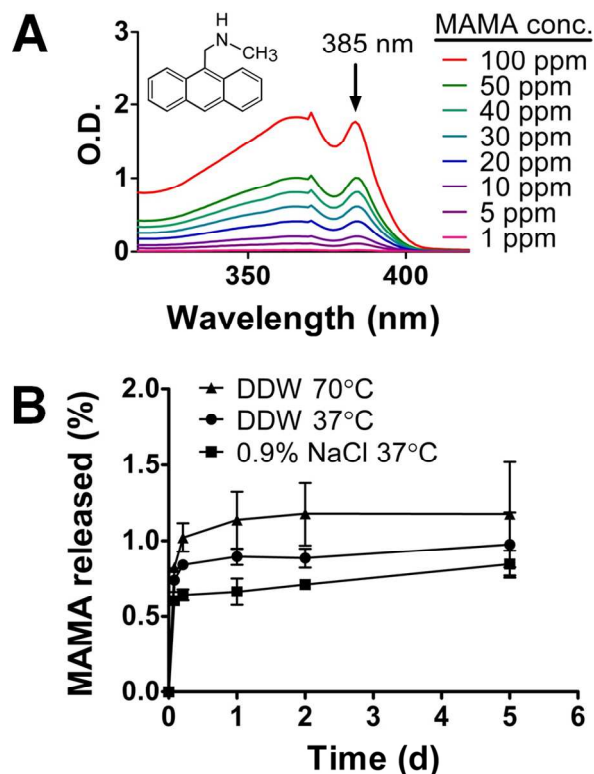 A
H
N
CH3
385 nm
MAMA conc.
100 ppm
50 ppm
40 ppm
30 ppm
20 ppm
10 ppm
5 ppm
1 ppm
O.D.
3
2
1
0
350
400
Wavelength (nm)
B
DDW 70°C
DDW 37°C
0.9% NaCl 37°C
MAMA released (%)
2.0
1.5
1.0
0.5
0.0
0
1
2
3
4
5
6
Time (d)